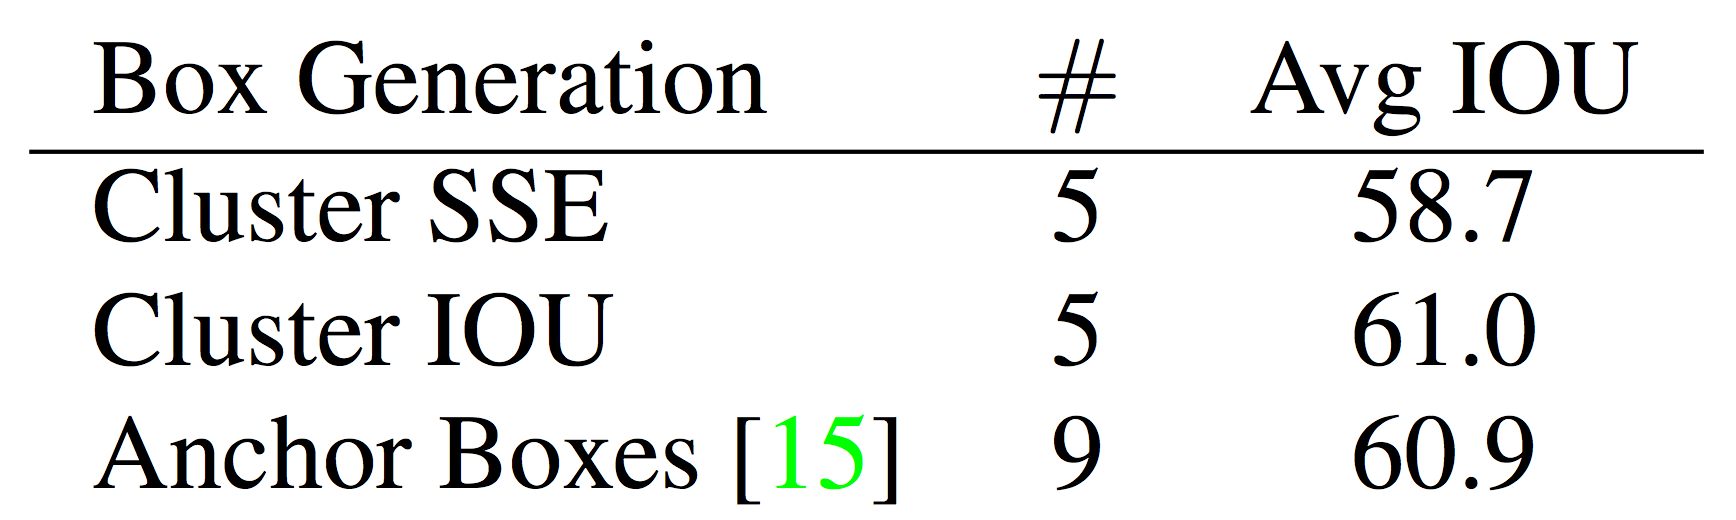 Box Generation # Avg IOU
Cluster SSE 5 58.7
Cluster IOU 5 61.0
Anchor Boxes [15] 9 60.9